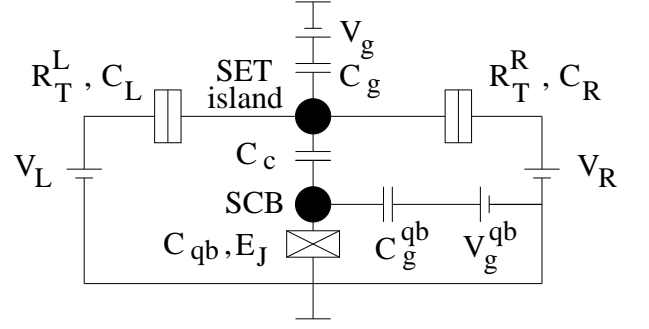 V_g
C_g
R_T^L , C_L
SET
island
R_T^R , C_R
V_L
C_c
V_R
SCB
C_qb , E_J
C_g^qb
V_g^qb